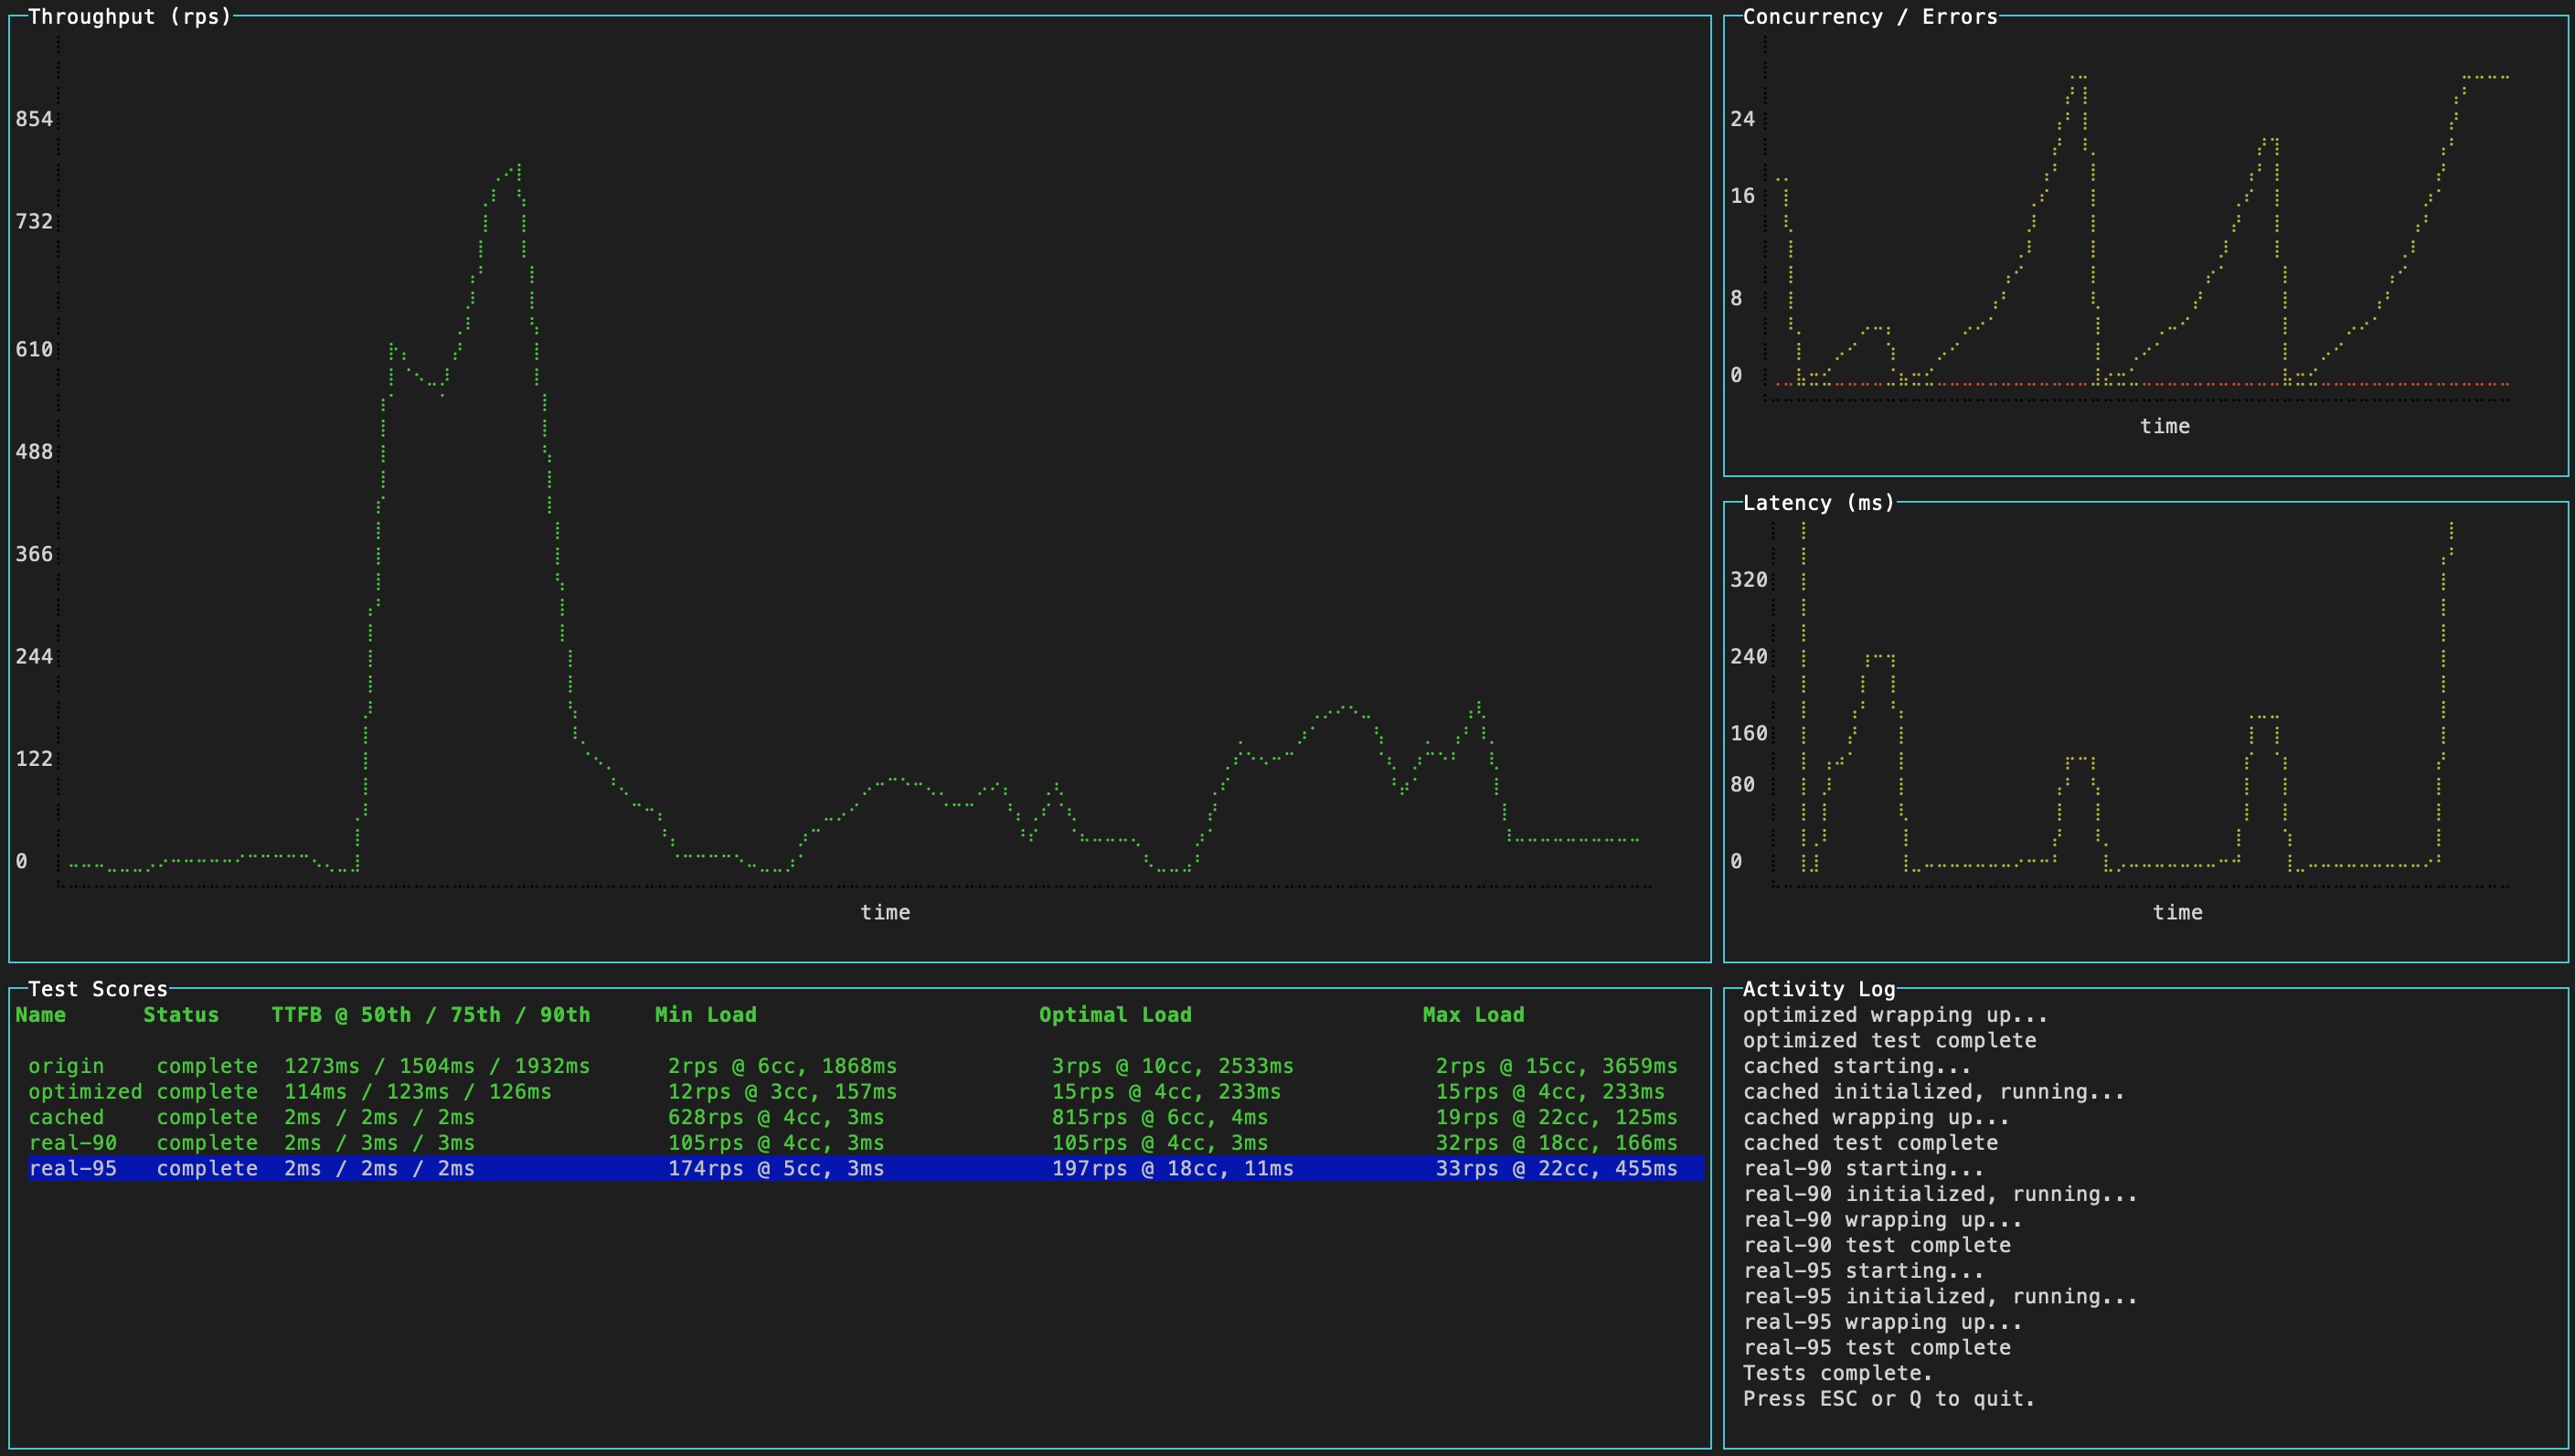 Throughput (rps)
854
732
610
488
366
244
122
0
time
Concurrency / Errors
24
16
8
0
time
Latency (ms)
320
240
160
80
0
time
Test Scores
Name Status TTFB @ 50th / 75th / 90th Min Load Optimal Load Max Load
origin complete 1273ms / 1504ms / 1932ms 2rps @ 6cc, 1868ms 3rps @ 10cc, 2533ms 2rps @ 15cc, 3659ms
optimized complete 114ms / 123ms / 126ms 12rps @ 3cc, 157ms 15rps @ 4cc, 233ms 15rps @ 4cc, 233ms
cached complete 2ms / 2ms / 2ms 628rps @ 4cc, 3ms 815rps @ 6cc, 4ms 19rps @ 22cc, 125ms
real-90 complete 2ms / 3ms / 3ms 105rps @ 4cc, 3ms 105rps @ 4cc, 3ms 32rps @ 18cc, 166ms
real-95 complete 2ms / 2ms / 2ms 174rps @ 5cc, 3ms 197rps @ 18cc, 11ms 33rps @ 22cc, 455ms
Activity Log
optimized wrapping up...
optimized test complete
cached starting...
cached initialized, running...
cached wrapping up...
cached test complete
real-90 starting...
real-90 initialized, running...
real-90 wrapping up...
real-90 test complete
real-95 starting...
real-95 initialized, running...
real-95 wrapping up...
real-95 test complete
Tests complete.
Press ESC or Q to quit.